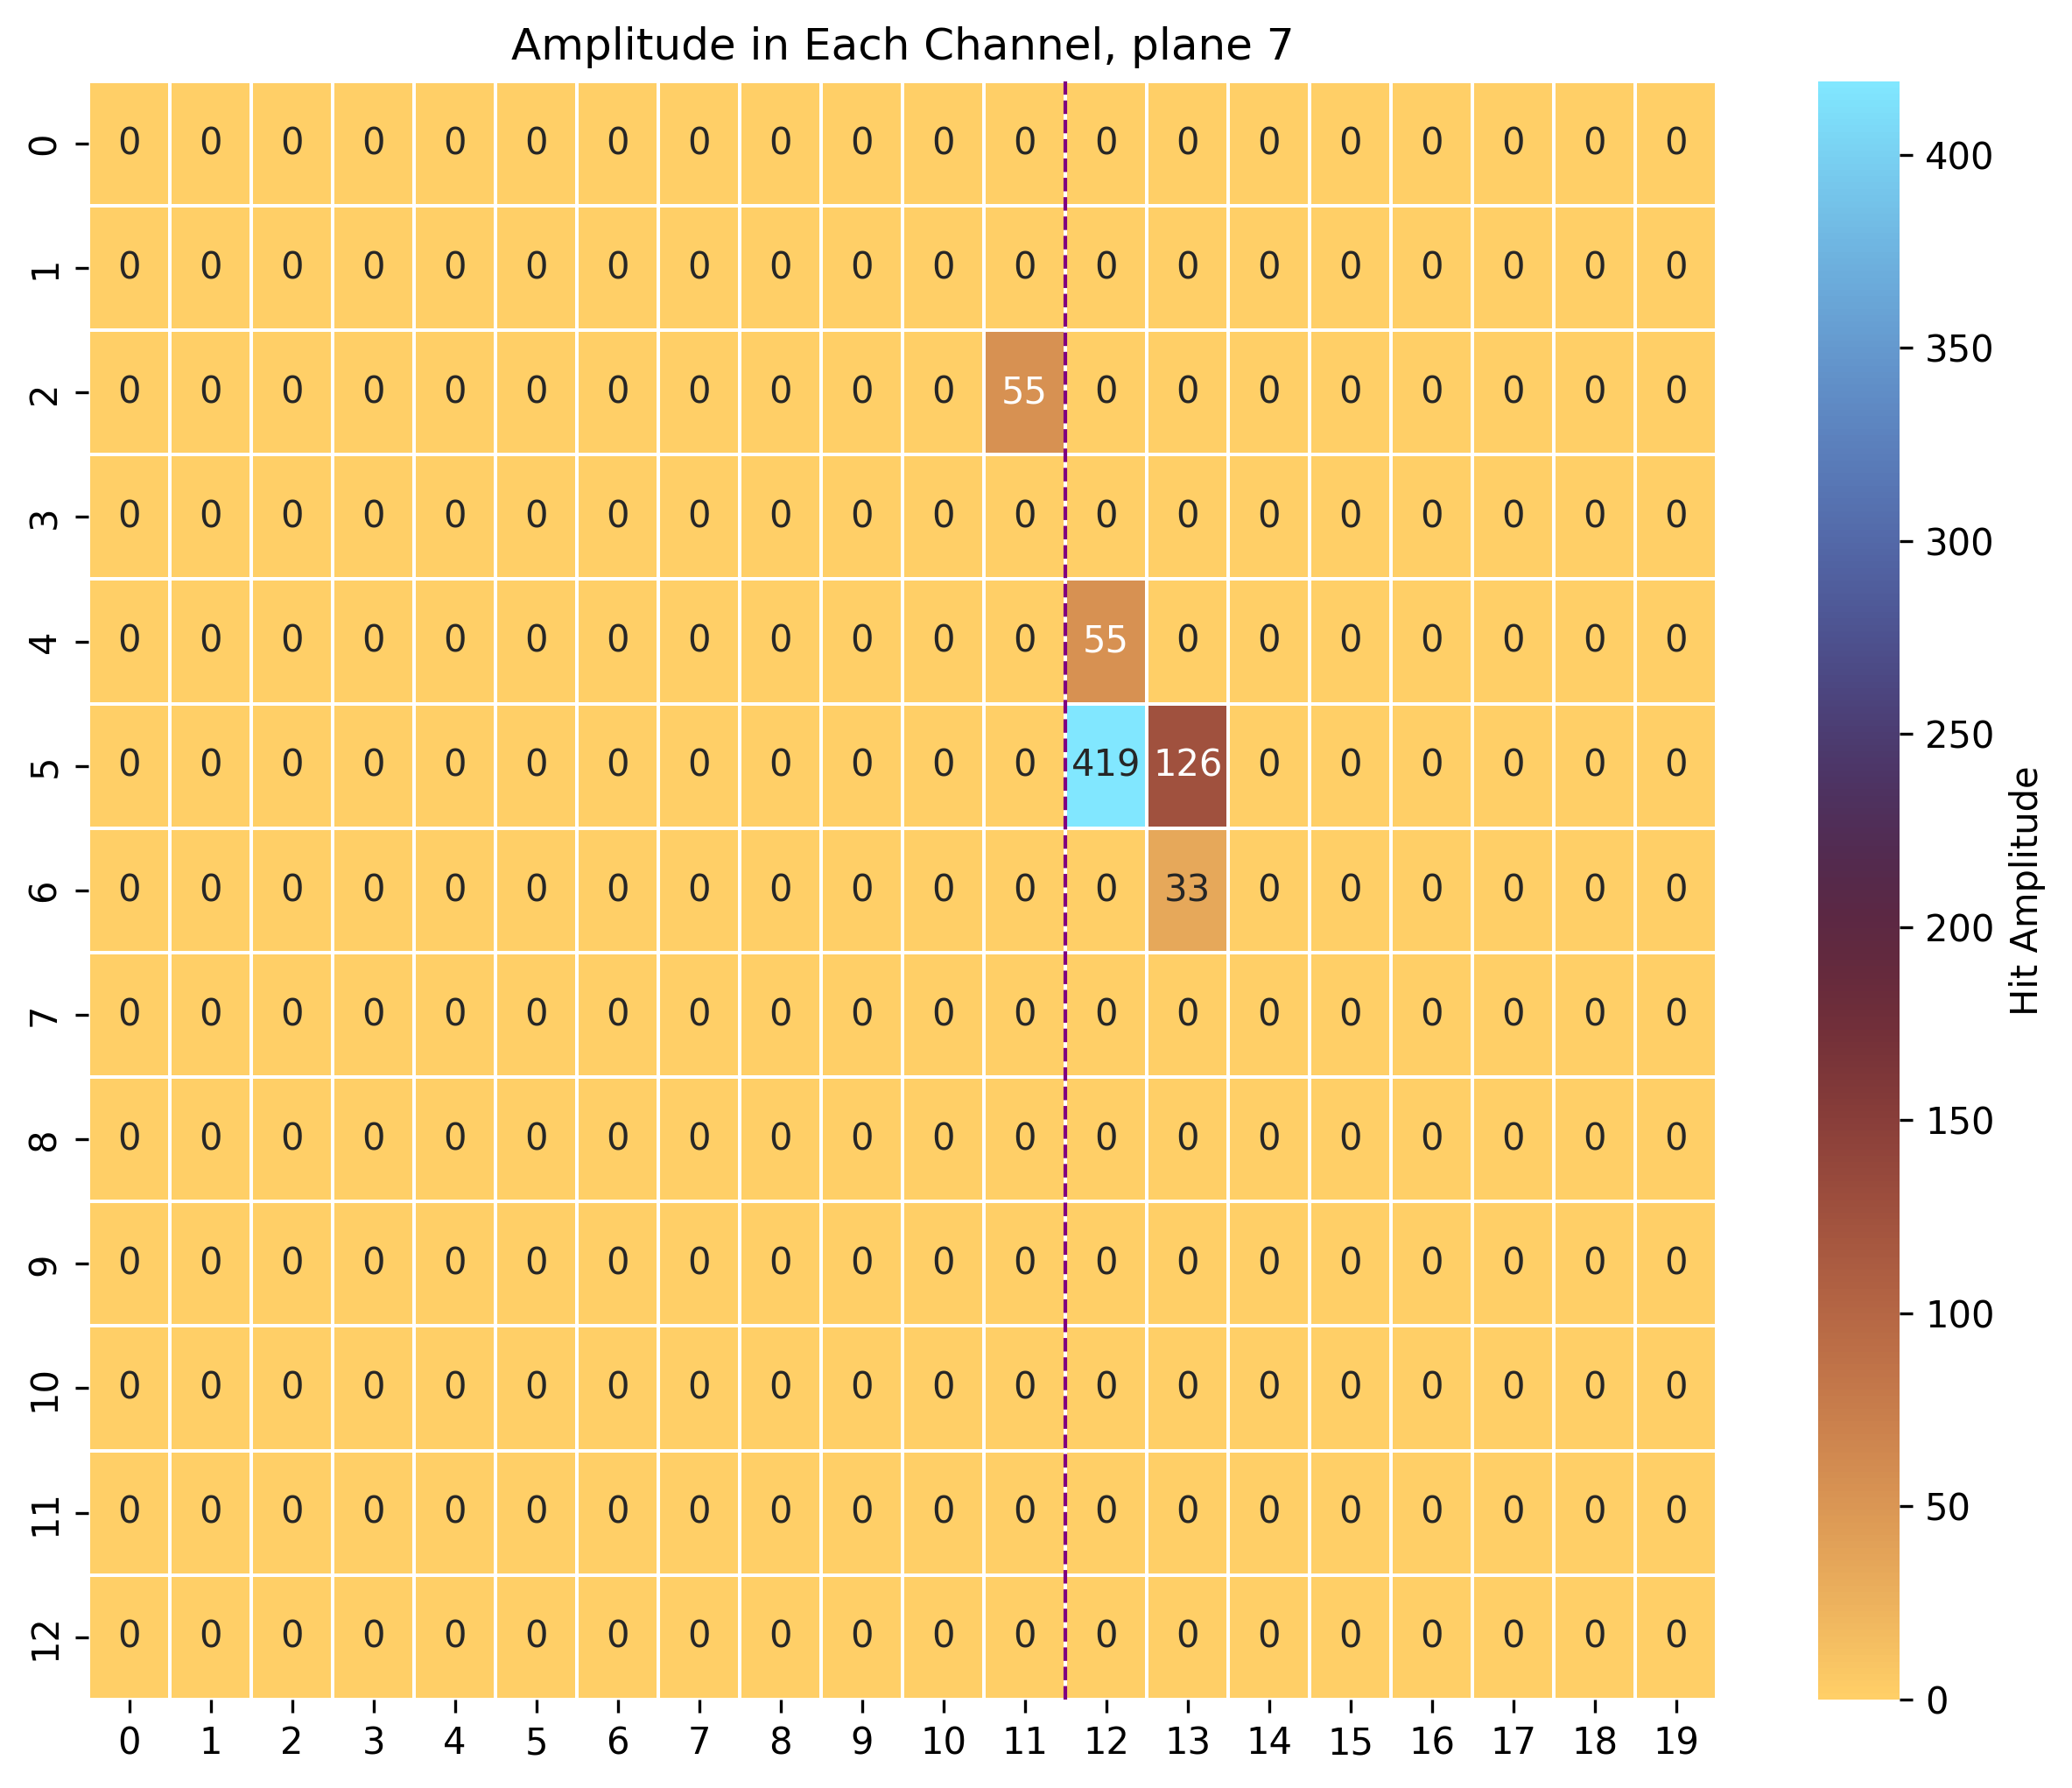 Amplitude in Each Channel, plane 7
0 0 0 0 0 0 0 0 0 0 0 0 0 0 0 0 0 0 0 0 0
1 0 0 0 0 0 0 0 0 0 0 0 0 0 0 0 0 0 0 0 0
2 0 0 0 0 0 0 0 0 0 0 0 55 0 0 0 0 0 0 0 0
3 0 0 0 0 0 0 0 0 0 0 0 0 0 0 0 0 0 0 0 0
4 0 0 0 0 0 0 0 0 0 0 0 0 55 0 0 0 0 0 0 0
5 0 0 0 0 0 0 0 0 0 0 0 0 419 126 0 0 0 0 0 0
6 0 0 0 0 0 0 0 0 0 0 0 0 0 33 0 0 0 0 0 0
7 0 0 0 0 0 0 0 0 0 0 0 0 0 0 0 0 0 0 0 0
8 0 0 0 0 0 0 0 0 0 0 0 0 0 0 0 0 0 0 0 0
9 0 0 0 0 0 0 0 0 0 0 0 0 0 0 0 0 0 0 0 0
10 0 0 0 0 0 0 0 0 0 0 0 0 0 0 0 0 0 0 0 0
11 0 0 0 0 0 0 0 0 0 0 0 0 0 0 0 0 0 0 0 0
12 0 0 0 0 0 0 0 0 0 0 0 0 0 0 0 0 0 0 0 0
0 1 2 3 4 5 6 7 8 9 10 11 12 13 14 15 16 17 18 19
400
350
300
250
200
150
100
50
0
Hit Amplitude